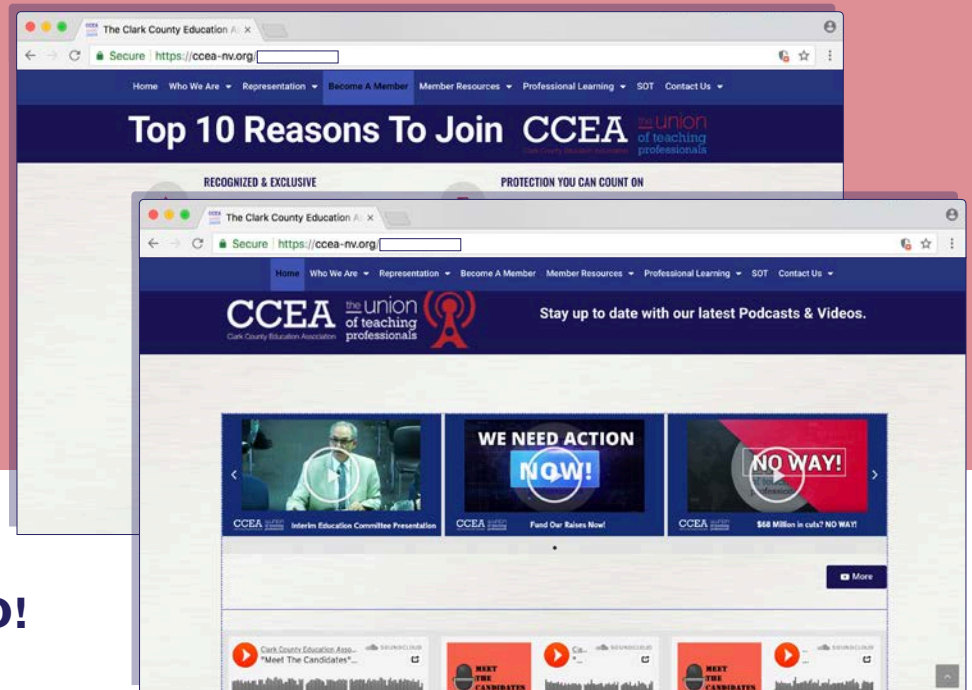 The Clark County Education A
Secure https://ccea-nv.org/
Home Who We Are Representation Become A Member Member Resources Professional Learning SOT Contact Us
Top 10 Reasons To Join CCEA the union of teaching professionals
Clark County Education Association
RECOGNIZED & EXCLUSIVE PROTECTION YOU CAN COUNT ON
The Clark County Education A
Secure https://ccea-nv.org/
Home Who We Are Representation Become A Member Member Resources Professional Learning SOT Contact Us
CCEA the union of teaching professionals
Clark County Education Association
Stay up to date with our latest Podcasts & Videos.
WE NEED ACTION
NOW!
NO WAY!
CCEA Interim Education Committee Presentation
CCEA Fund Our Raises Now!
CCEA $68 Million in cuts? NO WAY!
More
O!
Clark County Education Asso... SOUNDCLOUD
"Meet The Candidates"...
MEET
THE
CANDIDATES
Cla... SOUNDCLOUD
"...
MEET
THE
CANDIDATES
... SOUNDCLOUD
"...